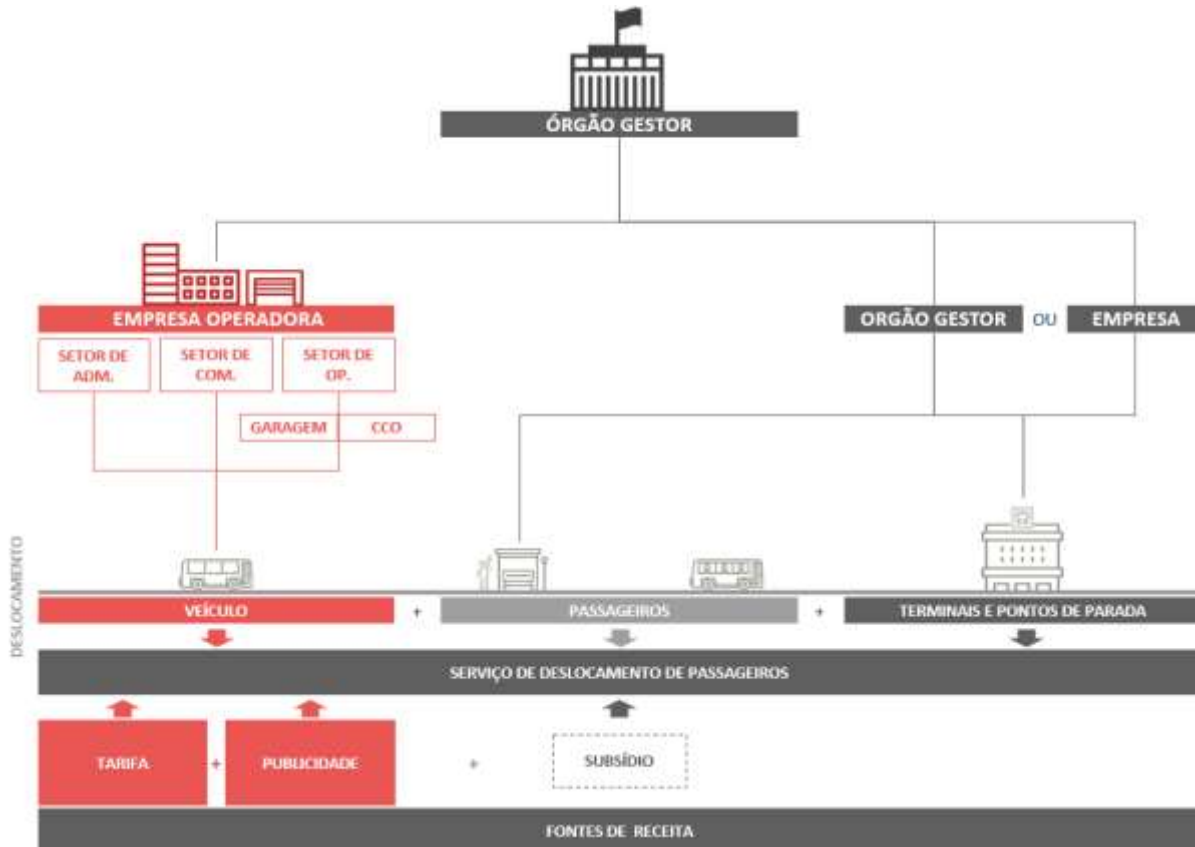 ÓRGÃO GESTOR
EMPRESA OPERADORA
ORGÃO GESTOR
OU
EMPRESA
SETOR DE
ADM.
SETOR DE
COM.
SETOR DE
OP.
GARAGEM
CCO
DESLOCAMENTO
VEÍCULO
+
PASSAGEIROS
+
TERMINAIS E PONTOS DE PARADA
SERVIÇO DE DESLOCAMENTO DE PASSAGEIROS
TARIFA
+
PUBLICIDADE
+
SUBSÍDIO
FONTES DE RECEITA